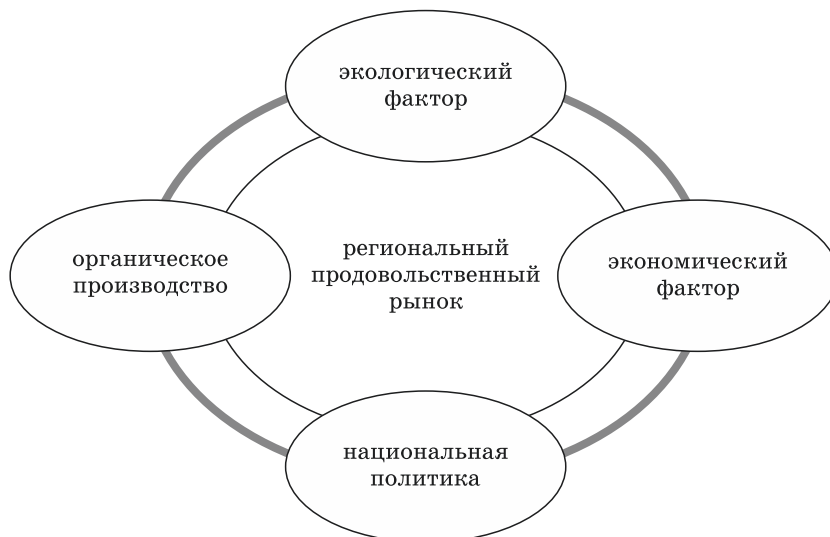 экологический
фактор
органическое
производство
региональный
продовольственный
рынок
экономический
фактор
национальная
политика